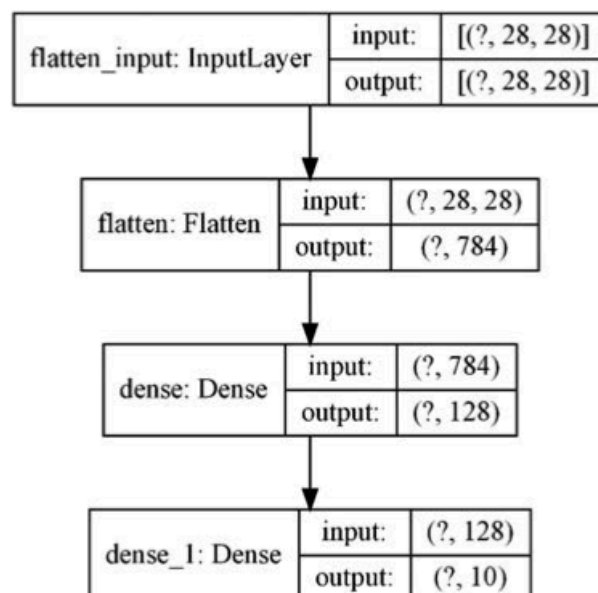 flatten_input: InputLayer
input: [(?, 28, 28)]
output: [(?, 28, 28)]
flatten: Flatten
input: (?, 28, 28)
output: (?, 784)
dense: Dense
input: (?, 784)
output: (?, 128)
dense_1: Dense
input: (?, 128)
output: (?, 10)